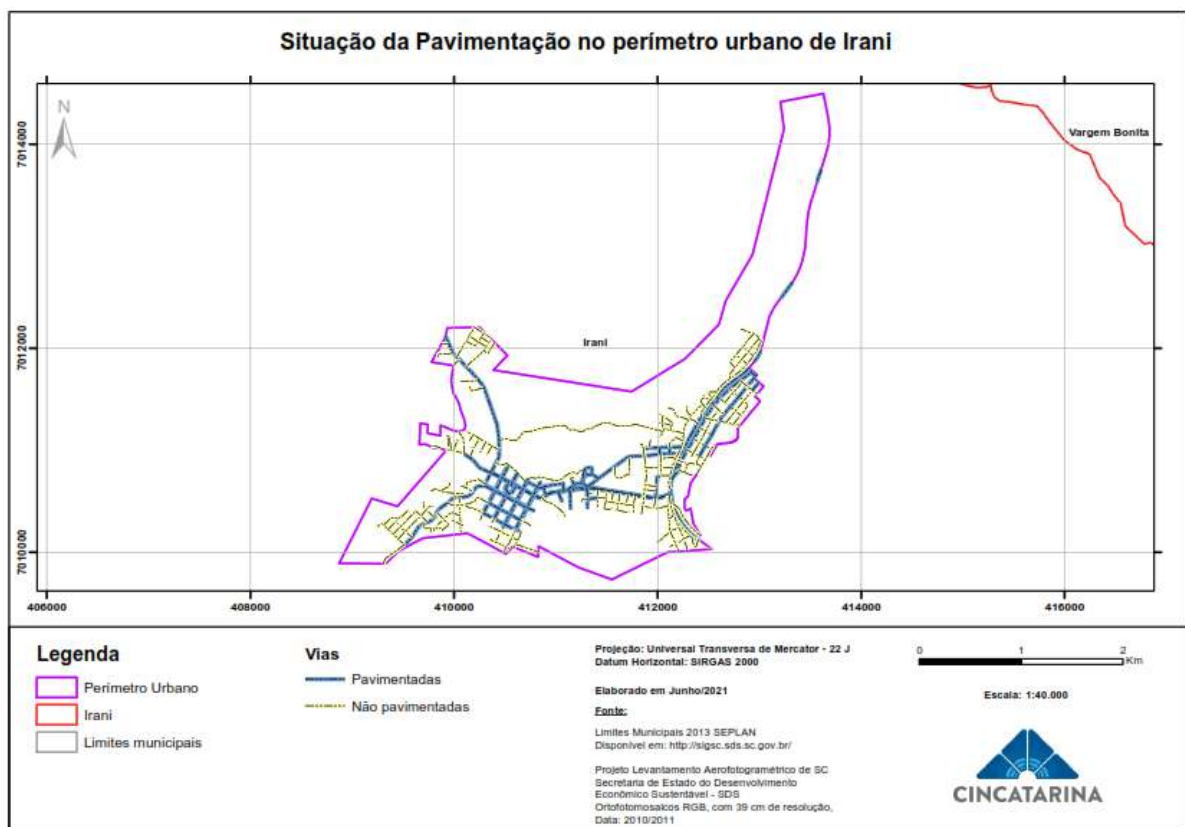 Situação da Pavimentação no perímetro urbano de Irani
406000
408000
410000
412000
414000
416000
7014000
7012000
7010000
N
Vargem Bonita
Irani
Legenda
Perímetro Urbano
Irani
Limites municipais
Vias
Pavimentadas
Não pavimentadas
Projeção: Universal Transversa de Mercator - 22 J
Datum Horizontal: SIRGAS 2000
Elaborado em Junho/2021
Fonte:
Limites Municipais 2013 SEPLAN
Disponível em: http://sigsc.sds.sc.gov.br/
Projeto Levantamento Aerofotogramétrico de SC
Secretaria de Estado do Desenvolvimento
Econômico Sustentável - SDS
Ortofotomosaicos RGB, com 39 cm de resolução,
Data: 2010/2011
0 1 2
Km
Escala: 1:40.000
CINCATARINA